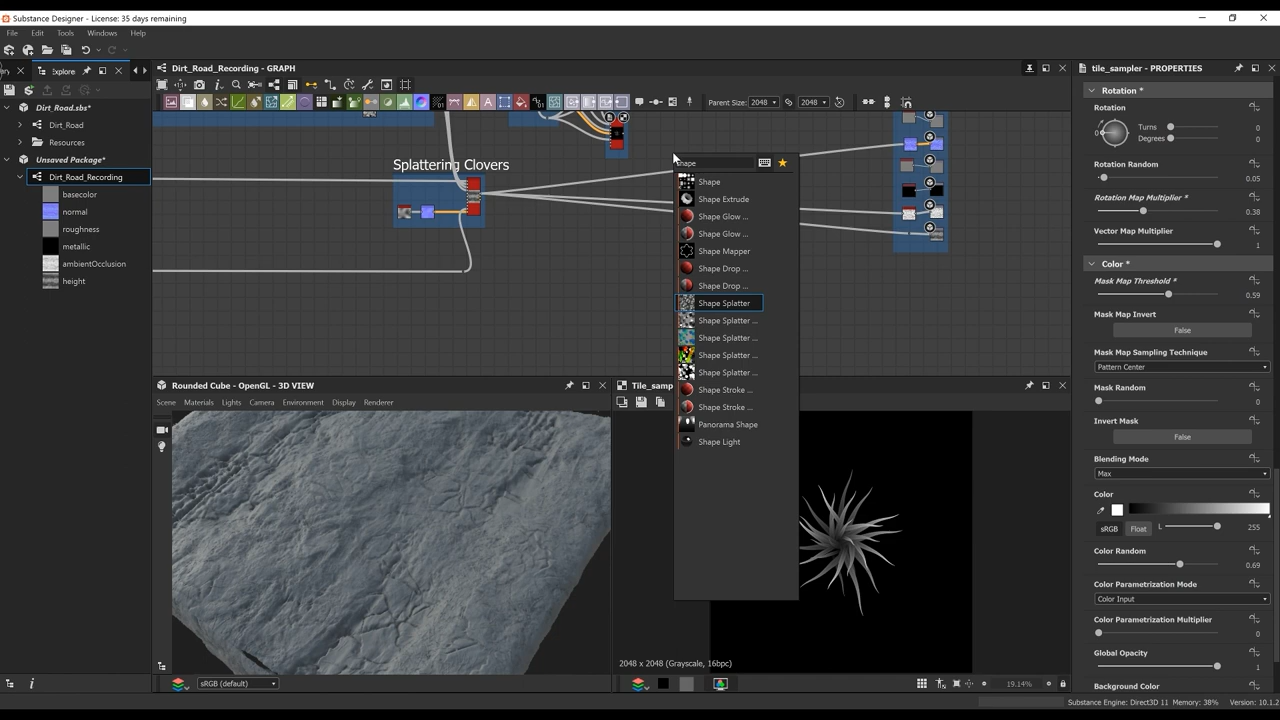 Substance Designer - License: 35 days remaining
File Edit Tools Windows Help
Explore
Dirt_Road.sbs*
Dirt_Road
Resources
Unsaved Package*
Dirt_Road_Recording
basecolor
normal
roughness
metallic
ambientOcclusion
height
Dirt_Road_Recording - GRAPH
Parent Size: 2048 2048
Splattering Clovers
shape
Shape
Shape Extrude
Shape Glow ...
Shape Glow ...
Shape Mapper
Shape Drop ...
Shape Drop ...
Shape Splatter
Shape Splatter ...
Shape Splatter ...
Shape Splatter ...
Shape Splatter ...
Shape Stroke ...
Shape Stroke ...
Panorama Shape
Shape Light
Rounded Cube - OpenGL - 3D VIEW
Scene Materials Lights Camera Environment Display Renderer
sRGB (default)
Tile_samp
2048 x 2048 (Grayscale, 16bpc)
19.14%
tile_sampler - PROPERTIES
Rotation *
Rotation
0
Turns 0
Degrees 0
Rotation Random
0.05
Rotation Map Multiplier *
0.38
Vector Map Multiplier
1
Color *
Mask Map Threshold *
0.59
Mask Map Invert
False
Mask Map Sampling Technique
Pattern Center
Mask Random
0
Invert Mask
False
Blending Mode
Max
Color
sRGB Float L 255
Color Random
0.69
Color Parametrization Mode
Color Input
Color Parametrization Multiplier
0
Global Opacity
1
Background Color
Substance Engine: Direct3D 11 Memory: 38% Version: 10.1.2